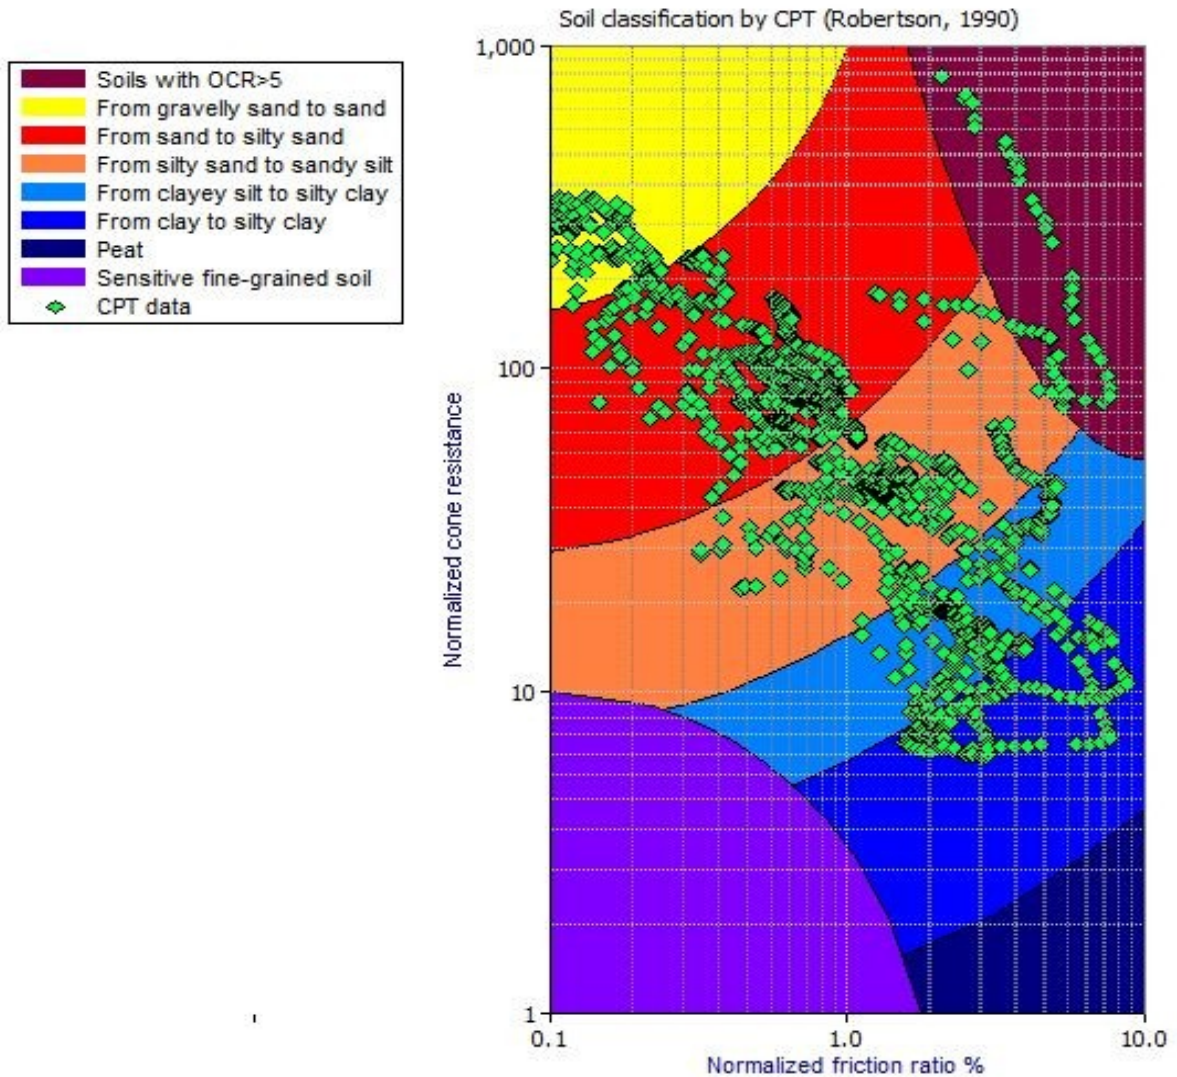 Soil classification by CPT (Robertson, 1990)
Soils with OCR>5
From gravelly sand to sand
From sand to silty sand
From silty sand to sandy silt
From clayey silt to silty clay
From clay to silty clay
Peat
Sensitive fine-grained soil
CPT data
Normalized cone resistance
1,000
100
10
1
0.1
1.0
10.0
Normalized friction ratio %